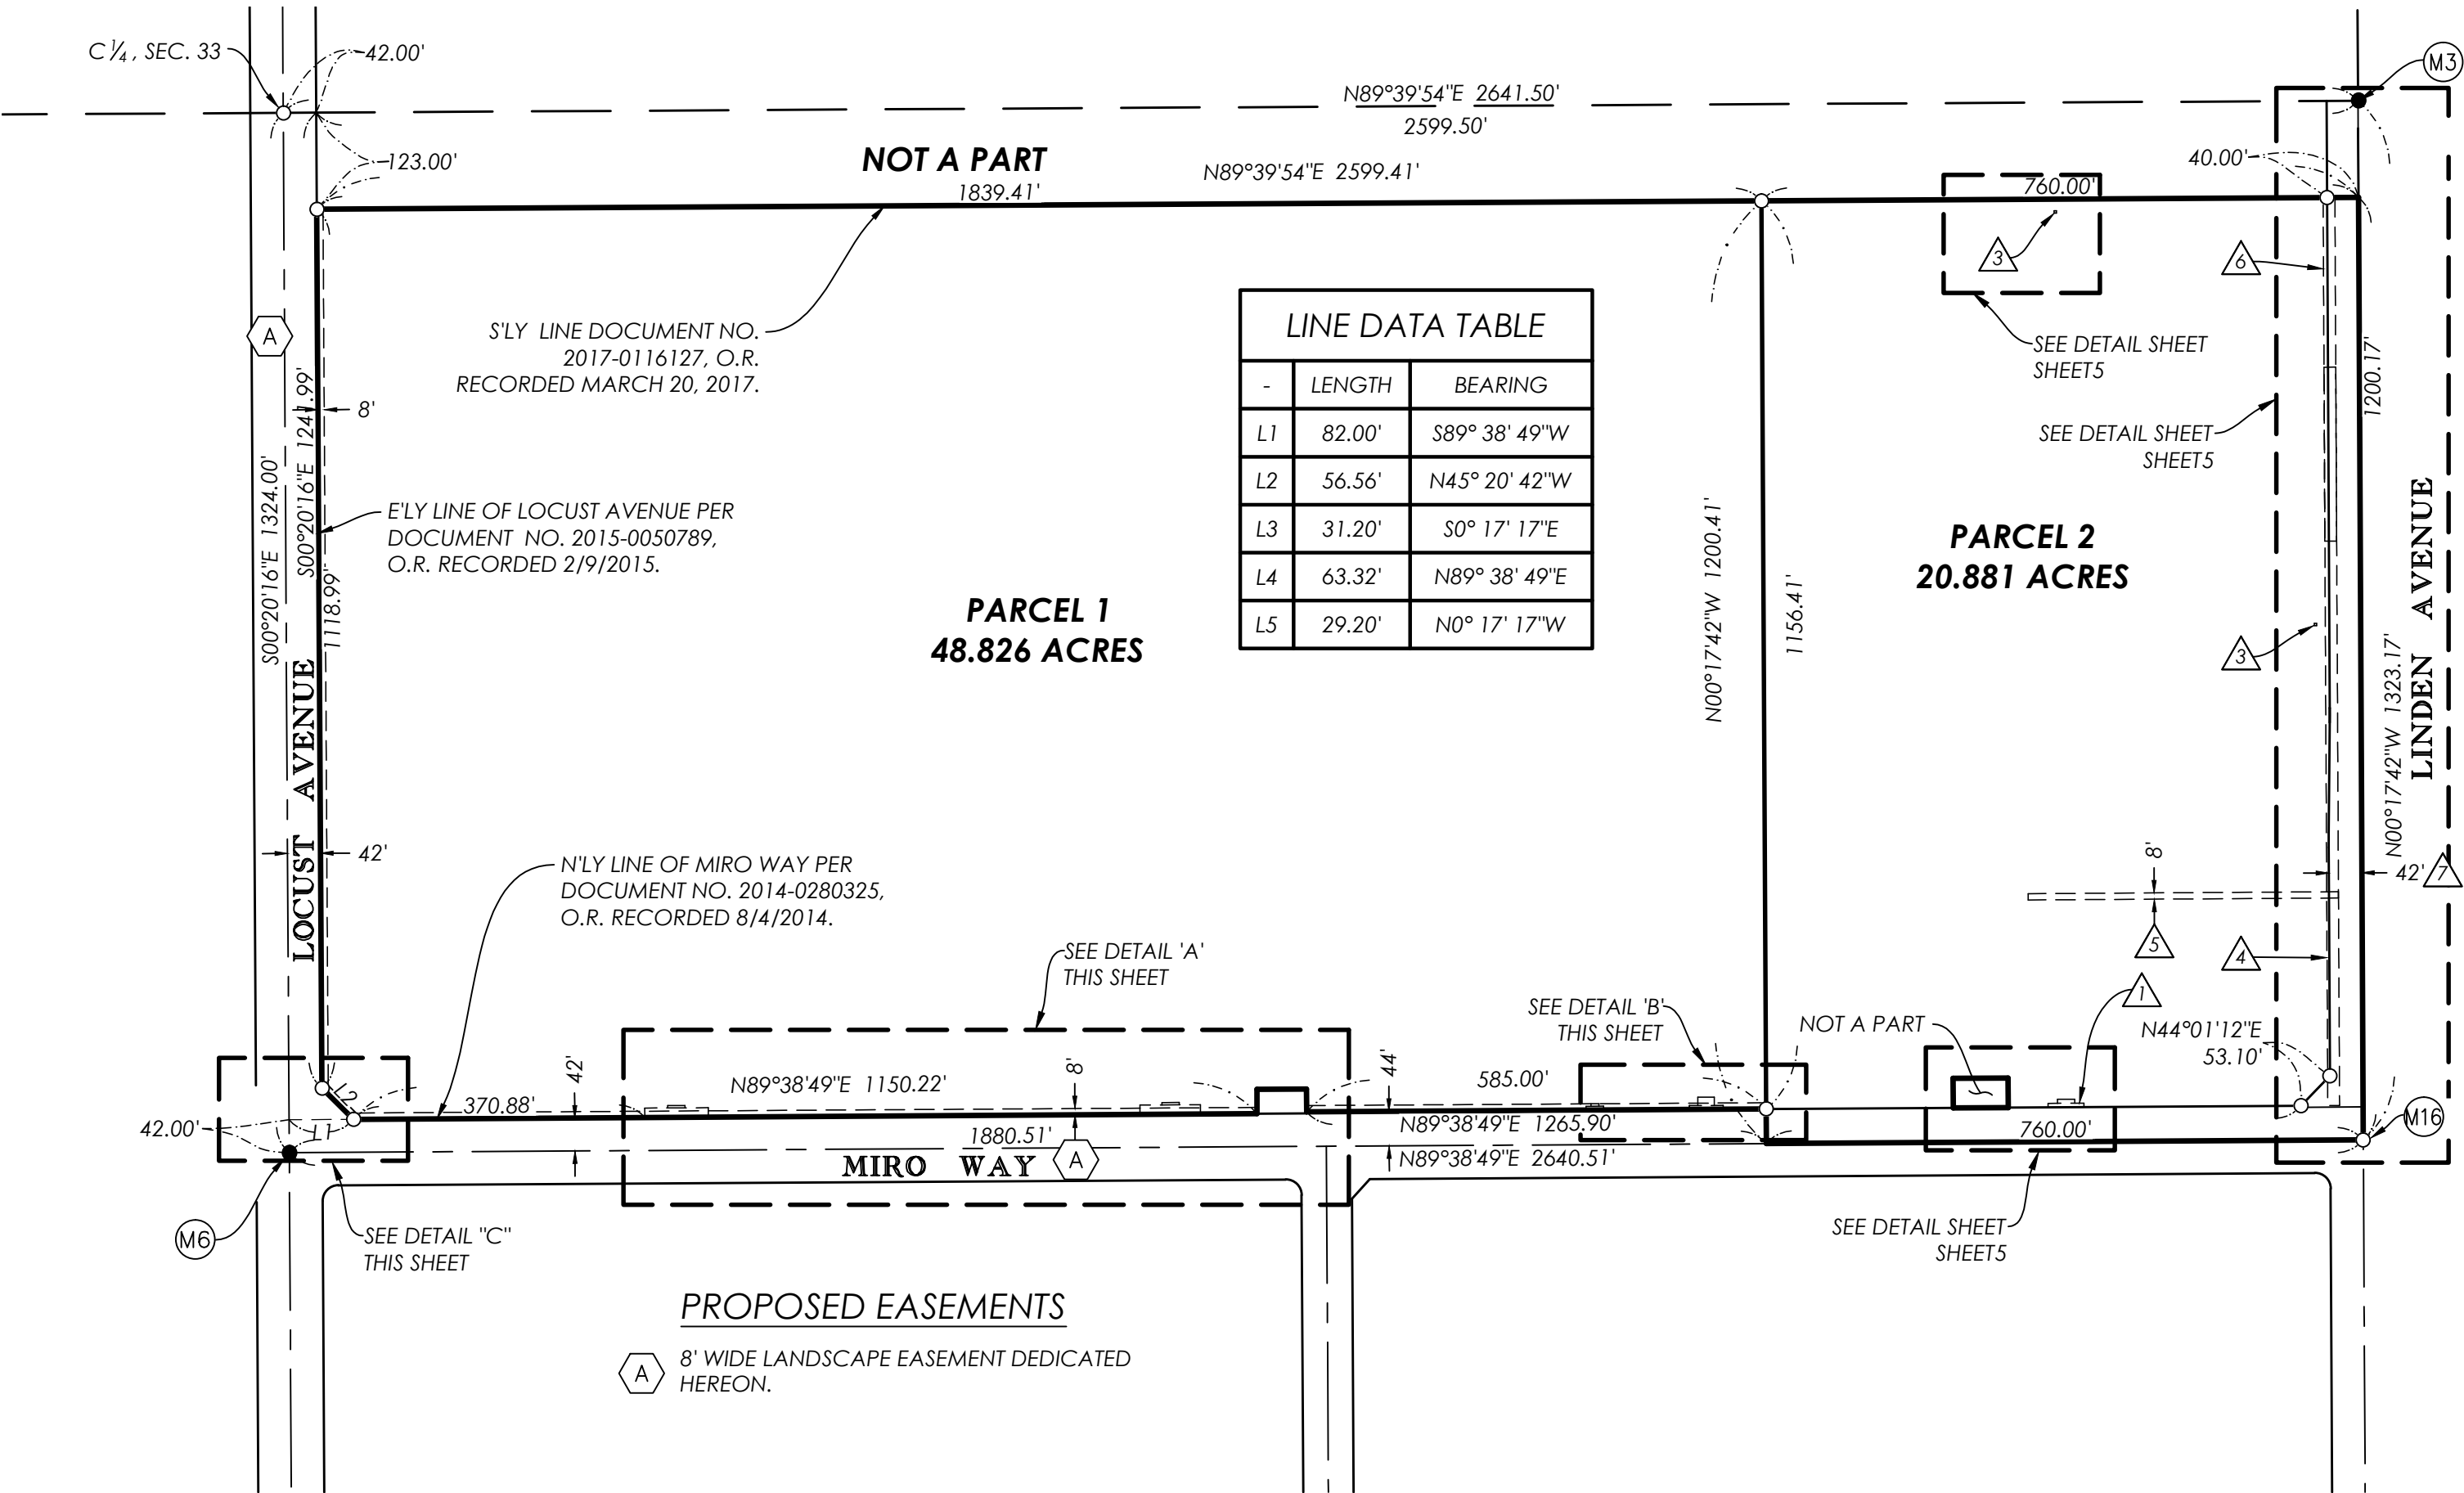 C 1/4 , SEC. 33
42.00'
M3
N89°39'54"E 2641.50'
2599.50'
NOT A PART
123.00'
N89°39'54"E 2599.41'
1839.41'
760.00'
40.00'
3
6
A
S'LY LINE DOCUMENT NO.
2017-0116127, O.R.
RECORDED MARCH 20, 2017.
SEE DETAIL SHEET
SHEET5
1200.17'
LINE DATA TABLE
- LENGTH BEARING
L1 82.00' S89° 38' 49"W
L2 56.56' N45° 20' 42"W
L3 31.20' S0° 17' 17"E
L4 63.32' N89° 38' 49"E
L5 29.20' N0° 17' 17"W
8'
SEE DETAIL SHEET
SHEET5
S00°20'16"E 1324.00'
S00°20'16"E 1241.99'
1118.99'
E'LY LINE OF LOCUST AVENUE PER
DOCUMENT NO. 2015-0050789,
O.R. RECORDED 2/9/2015.
PARCEL 1
48.826 ACRES
N00°17'42"W 1200.41'
1156.41'
PARCEL 2
20.881 ACRES
3
N00°17'42"W 1323.17'
LINDEN AVENUE
LOCUST AVENUE
42'
N'LY LINE OF MIRO WAY PER
DOCUMENT NO. 2014-0280325,
O.R. RECORDED 8/4/2014.
8'
42'
7
5
4
SEE DETAIL 'A'
THIS SHEET
SEE DETAIL 'B'
THIS SHEET
NOT A PART
1
N44°01'12"E
53.10'
L2
370.88'
42'
N89°38'49"E 1150.22'
8'
44'
585.00'
42.00'
L1
1880.51'
MIRO WAY
A
N89°38'49"E 1265.90'
N89°38'49"E 2640.51'
760.00'
M16
M6
SEE DETAIL "C"
THIS SHEET
SEE DETAIL SHEET
SHEET5
PROPOSED EASEMENTS
A
8' WIDE LANDSCAPE EASEMENT DEDICATED
HEREON.